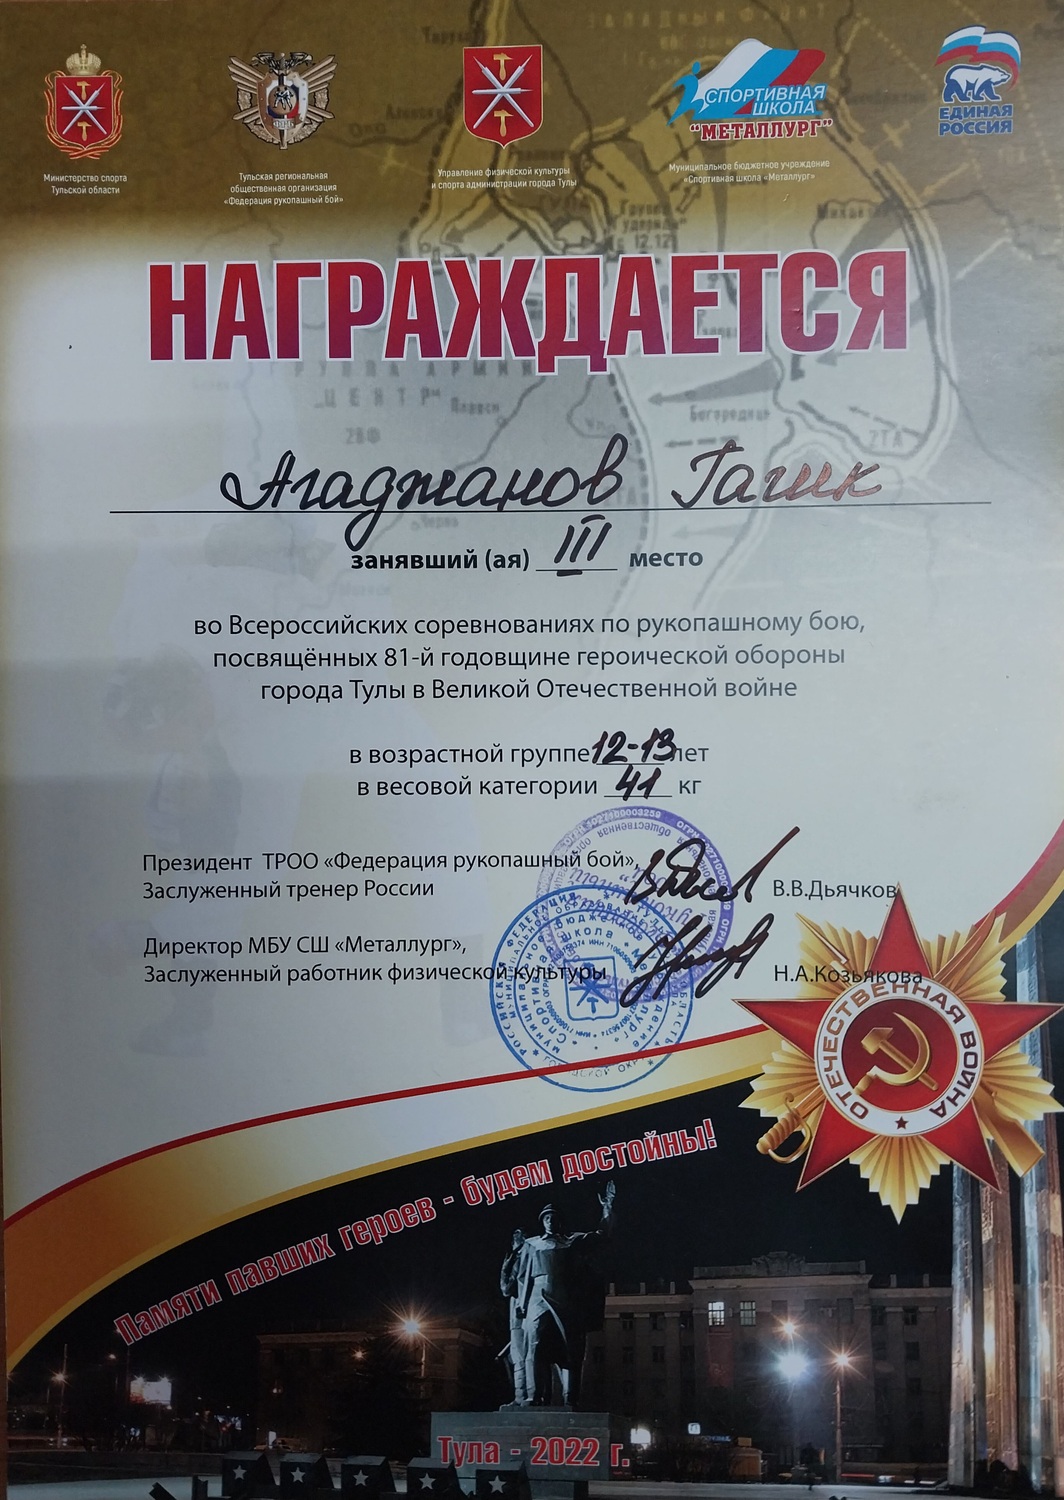 Министерство спорта
Тульской области
Тульская региональная
общественная организация
«Федерация рукопашный бой»
Управление физической культуры
и спорта администрации города Тулы
СПОРТИВНАЯ
ШКОЛА
"МЕТАЛЛУРГ"
Муниципальное бюджетное учреждение
«Спортивная школа «Металлург»
ЕДИНАЯ
РОССИЯ
НАГРАЖДАЕТСЯ
Агаджанов Гагик
занявший (ая) III место
во Всероссийских соревнованиях по рукопашному бою,
посвящённых 81-й годовщине героической обороны
города Тулы в Великой Отечественной войне
в возрастной группе 12-13 лет
в весовой категории 41 кг
Президент ТРОО «Федерация рукопашный бой»,
Заслуженный тренер России
В.В.Дьячков
Директор МБУ СШ «Металлург»,
Заслуженный работник физической культуры
Н.А.Козьякова
ОТЕЧЕСТВЕННАЯ ВОЙНА
Памяти павших героев - будем достойны!
Тула - 2022 г.